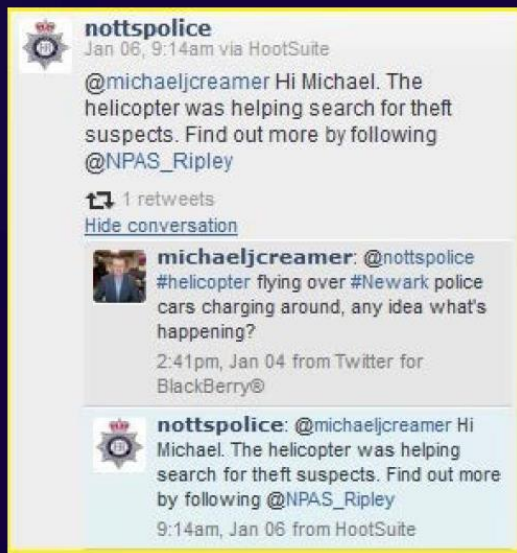 nottspolice
Jan 06, 9:14am via HootSuite
@michaeljcreamer Hi Michael. The
helicopter was helping search for theft
suspects. Find out more by following
@NPAS_Ripley
1 retweets
Hide conversation
michaeljcreamer: @nottspolice
#helicopter flying over #Newark police
cars charging around, any idea what's
happening?
2:41pm, Jan 04 from Twitter for
BlackBerry®
nottspolice: @michaeljcreamer Hi
Michael. The helicopter was helping
search for theft suspects. Find out more
by following @NPAS_Ripley
9:14am, Jan 06 from HootSuite